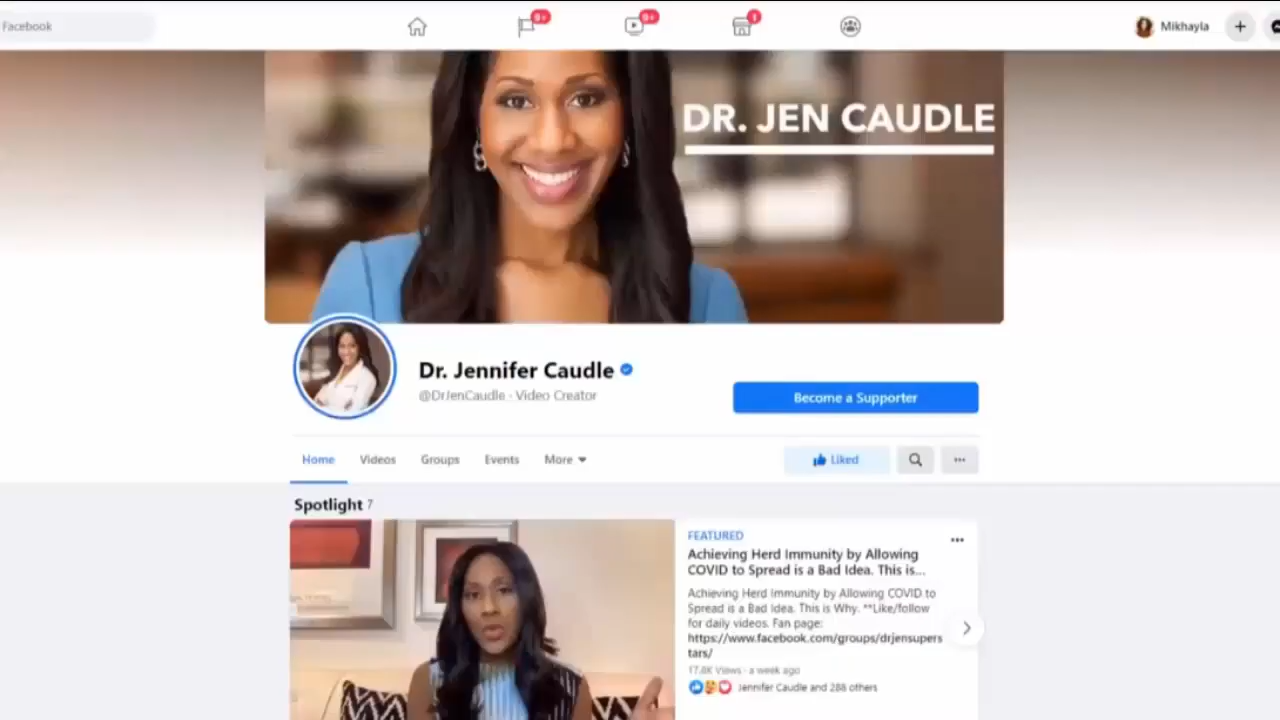 Facebook
9+
9+
1
Mikhayla
DR. JEN CAUDLE
Dr. Jennifer Caudle
@DrJenCaudle · Video Creator
Become a Supporter
Home Videos Groups Events More
Liked
Spotlight 7
FEATURED
Achieving Herd Immunity by Allowing
COVID to Spread is a Bad Idea. This is...
Achieving Herd Immunity by Allowing COVID to
Spread is a Bad Idea. This is Why. **Like/follow
for daily videos. Fan page:
https://www.facebook.com/groups/drjensupers
tars/
17.8K Views · a week ago
Jennifer Caudle and 288 others